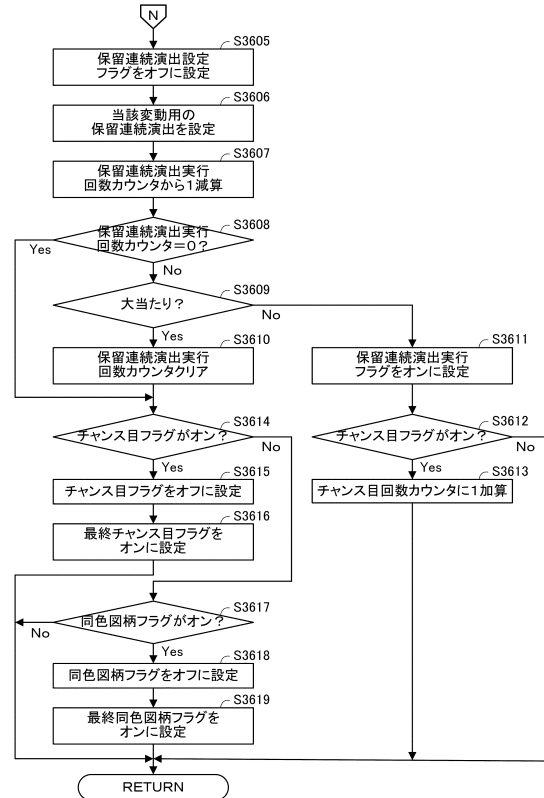 N
S3605
保留連続演出設定
フラグをオフに設定
S3606
当該変動用の
保留連続演出を設定
S3607
保留連続演出実行
回数カウンタから1減算
S3608
保留連続演出実行
回数カウンタ=0?
Yes
No
S3609
大当たり?
No
Yes
S3610
保留連続演出実行
回数カウンタクリア
S3611
保留連続演出実行
フラグをオンに設定
S3614
チャンス目フラグがオン?
No
Yes
S3612
チャンス目フラグがオン?
No
Yes
S3615
チャンス目フラグをオフに設定
S3613
チャンス目回数カウンタに1加算
S3616
最終チャンス目フラグを
オンに設定
S3617
同色図柄フラグがオン?
No
Yes
S3618
同色図柄フラグをオフに設定
S3619
最終同色図柄フラグを
オンに設定
RETURN